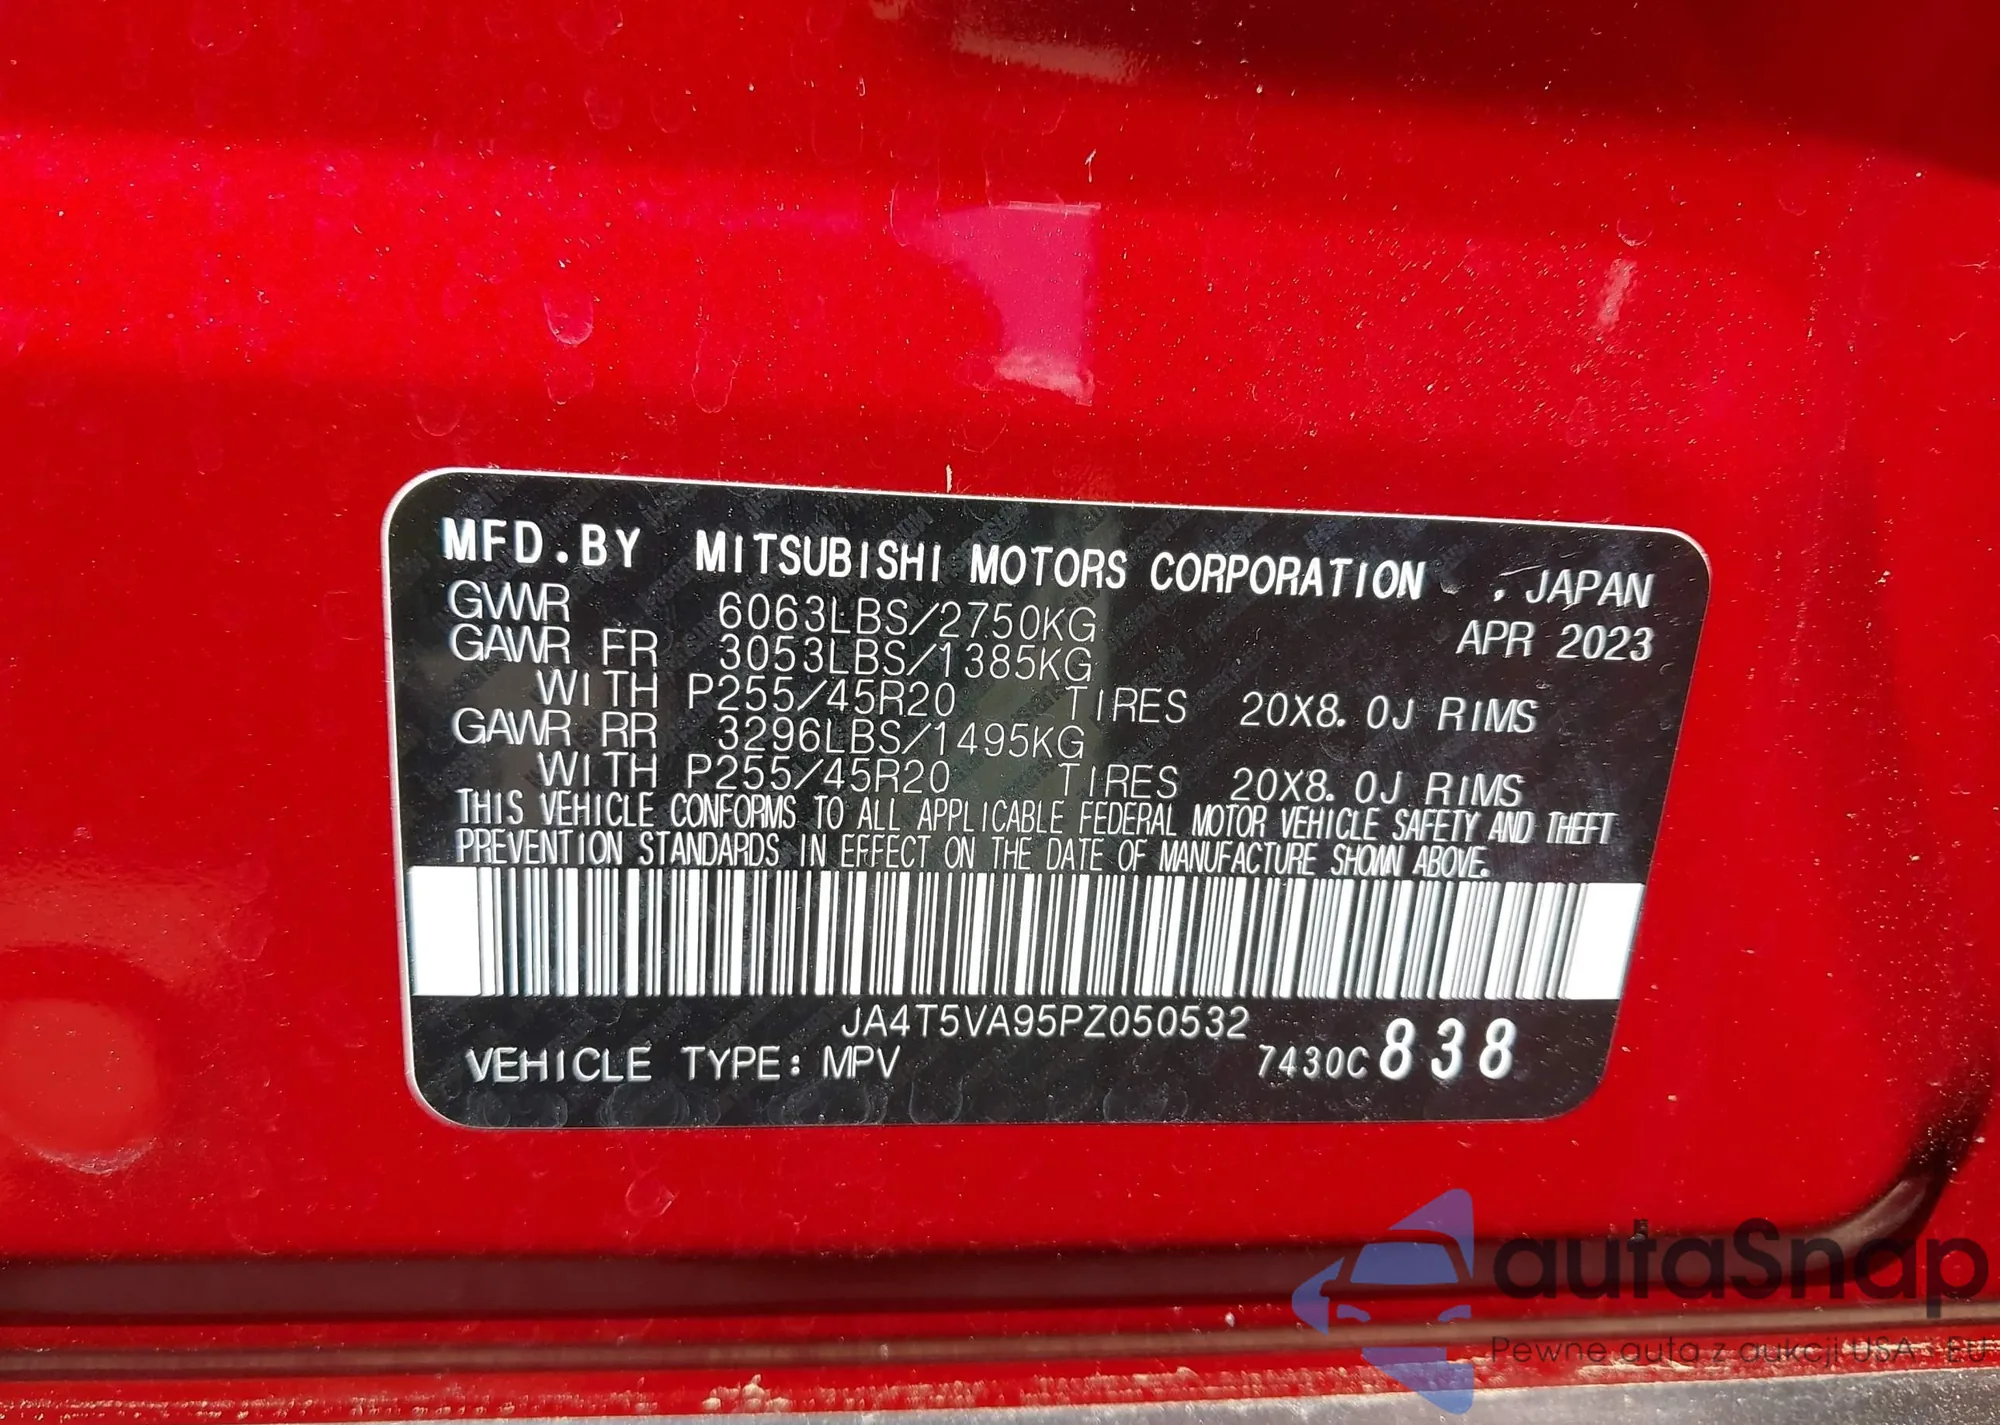 MFD.BY MITSUBISHI MOTORS CORPORATION , JAPAN
GVWR 6063LBS/2750KG APR 2023
GAWR FR 3053LBS/1385KG
WITH P255/45R20 TIRES 20X8.0J RIMS
GAWR RR 3296LBS/1495KG
WITH P255/45R20 TIRES 20X8.0J RIMS
THIS VEHICLE CONFORMS TO ALL APPLICABLE FEDERAL MOTOR VEHICLE SAFETY AND THEFT
PREVENTION STANDARDS IN EFFECT ON THE DATE OF MANUFACTURE SHOWN ABOVE.
JA4T5VA95PZ050532
VEHICLE TYPE: MPV 7430C 838
autaSnap
Pewne auta z aukcji USA - EU